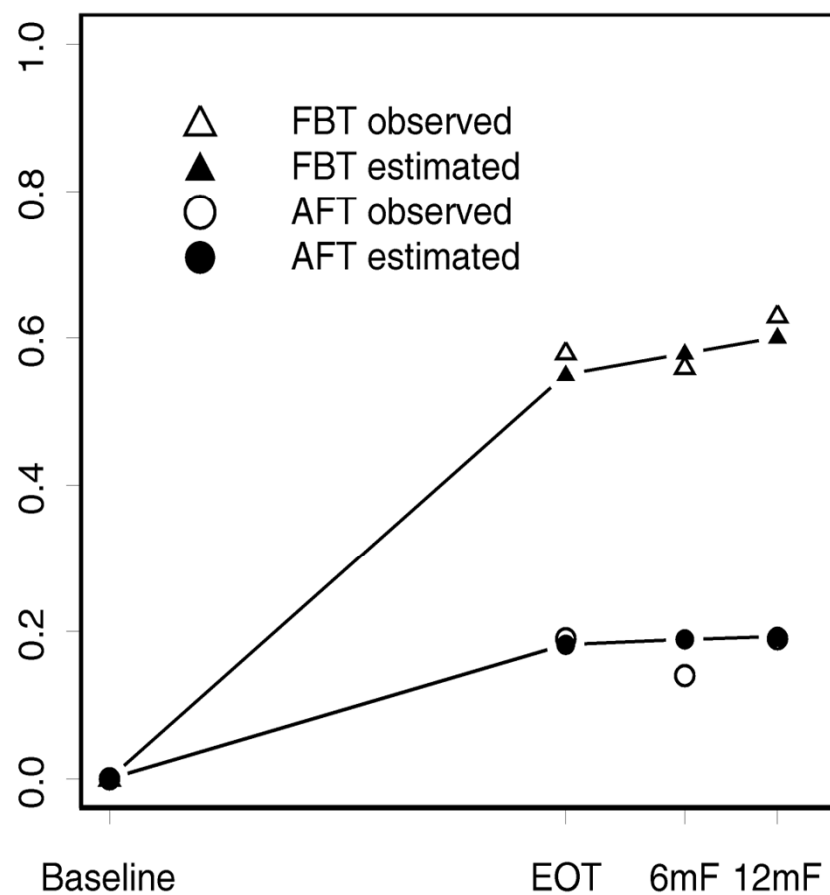 1.0
0.8
0.6
0.4
0.2
0.0
FBT observed
FBT estimated
AFT observed
AFT estimated
Baseline EOT 6mF 12mF